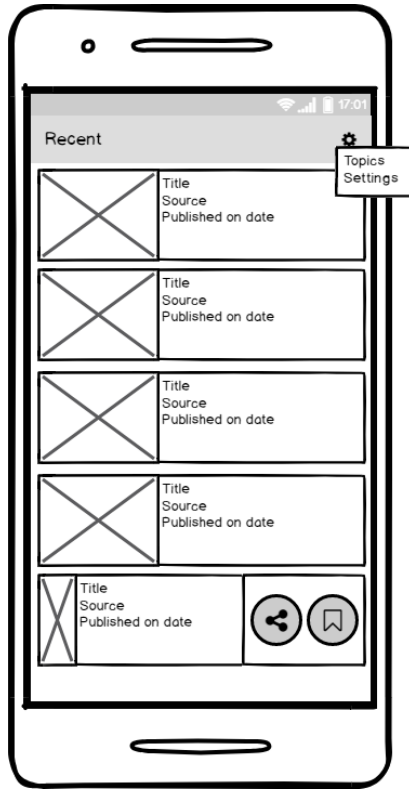 17:01
Recent
Topics
Settings
Title
Source
Published on date
Title
Source
Published on date
Title
Source
Published on date
Title
Source
Published on date
Title
Source
Published on date